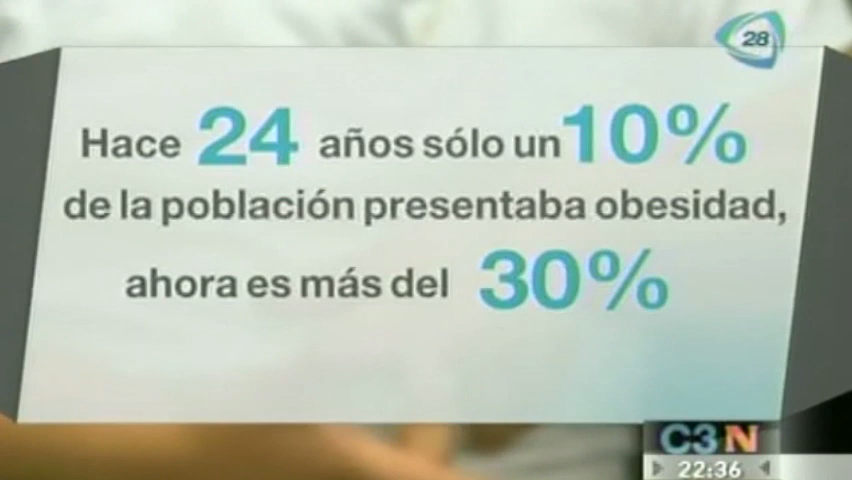 28
Hace 24 años sólo un 10%
de la población presentaba obesidad,
ahora es más del 30%
C3N
22:36